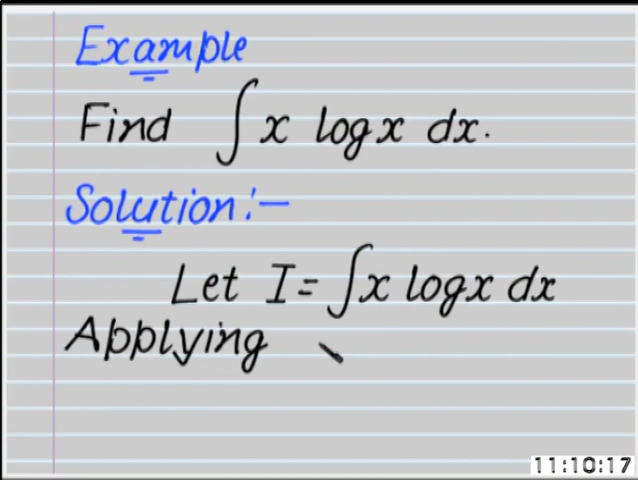 Example
Find ∫x logx dx.
Solution:-
Let I=∫x logx dx
Applying
11:10:17